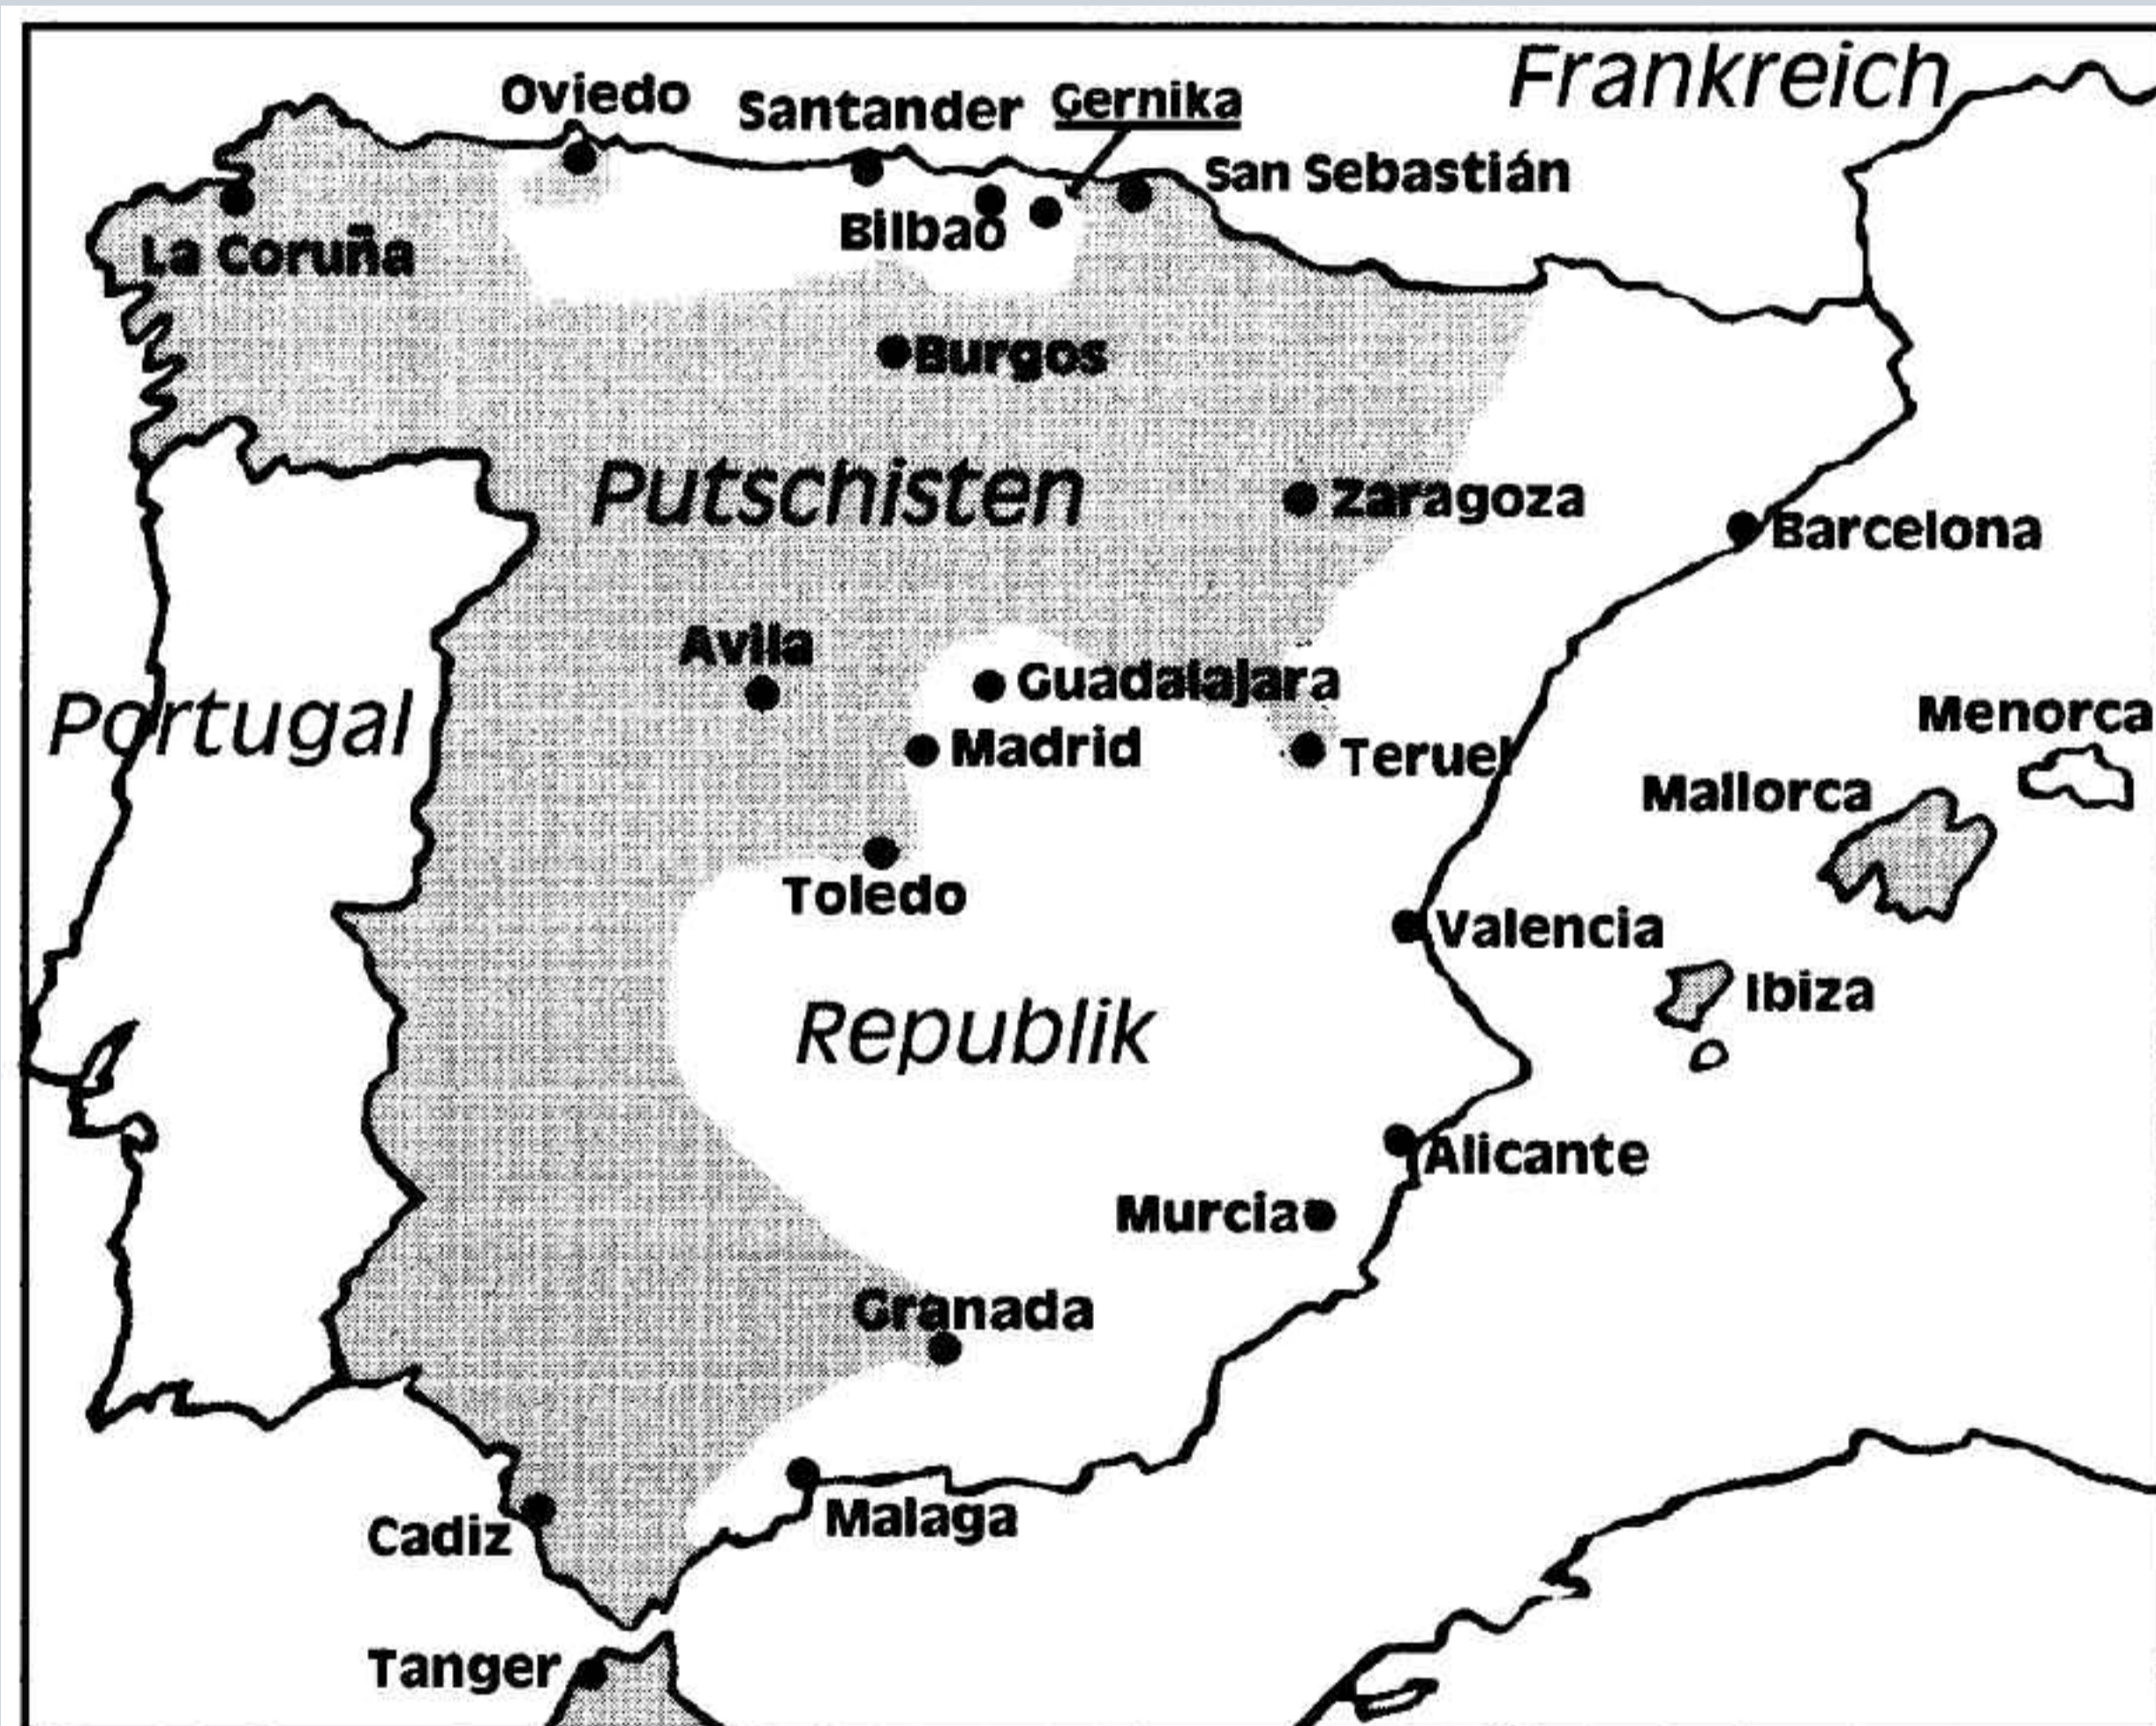 Frankreich
Oviedo
Santander
Gernika
San Sebastián
Bilbao
La Coruña
Burgos
Putschisten
Zaragoza
Barcelona
Avila
Guadalajara
Portugal
Madrid
Teruel
Menorca
Mallorca
Toledo
Valencia
Ibiza
Republik
Alicante
Murcia
Granada
Malaga
Cadiz
Tanger